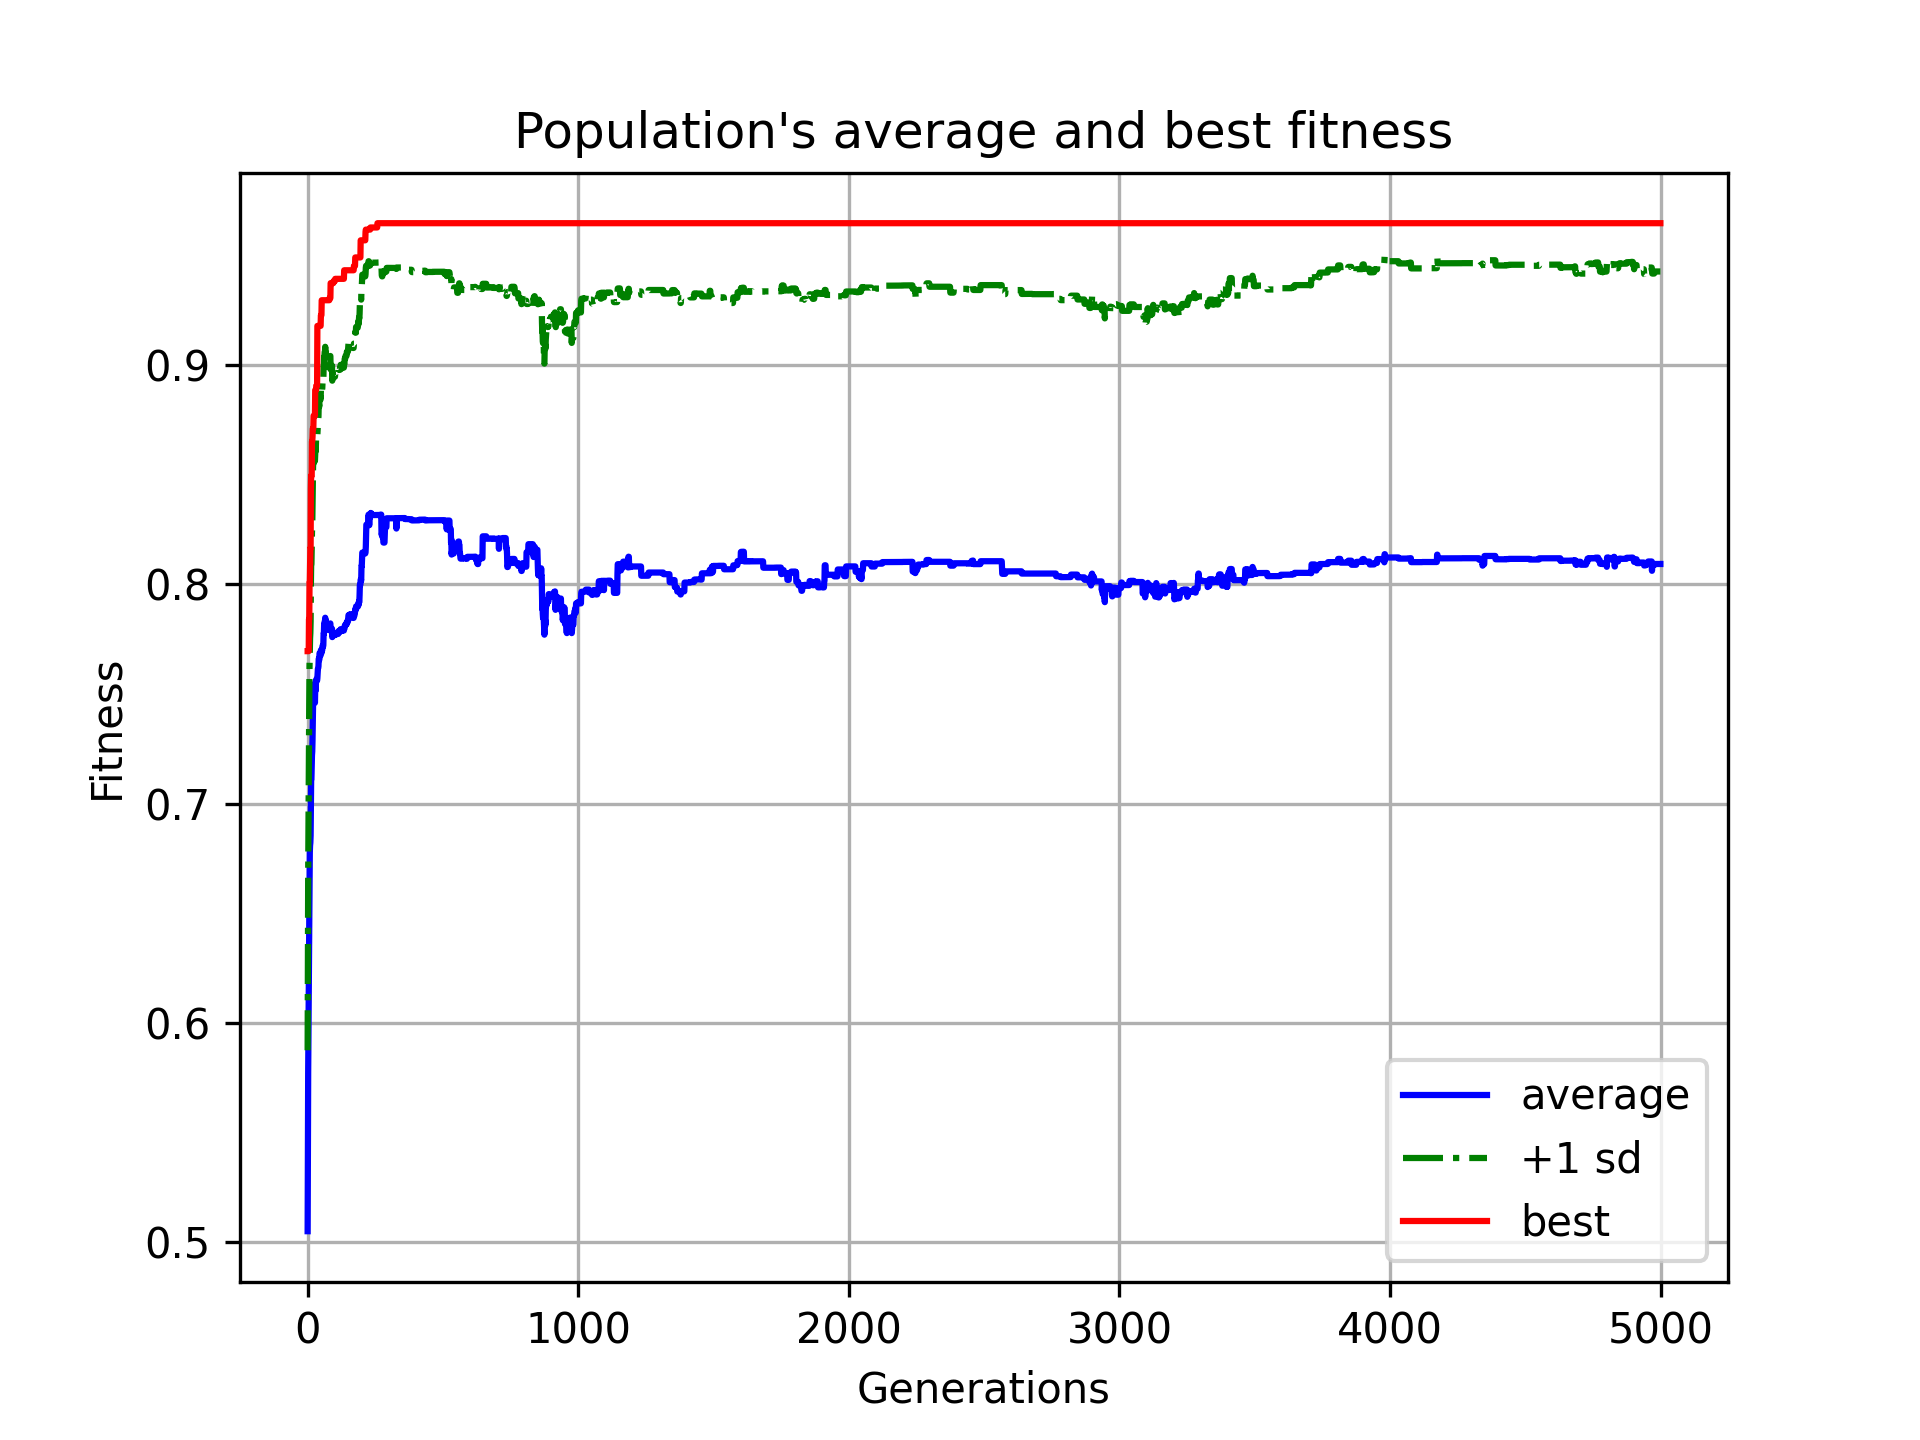 Population's average and best fitness
Fitness
0.9
0.8
0.7
0.6
0.5
0 1000 2000 3000 4000 5000
Generations
average
+1 sd
best